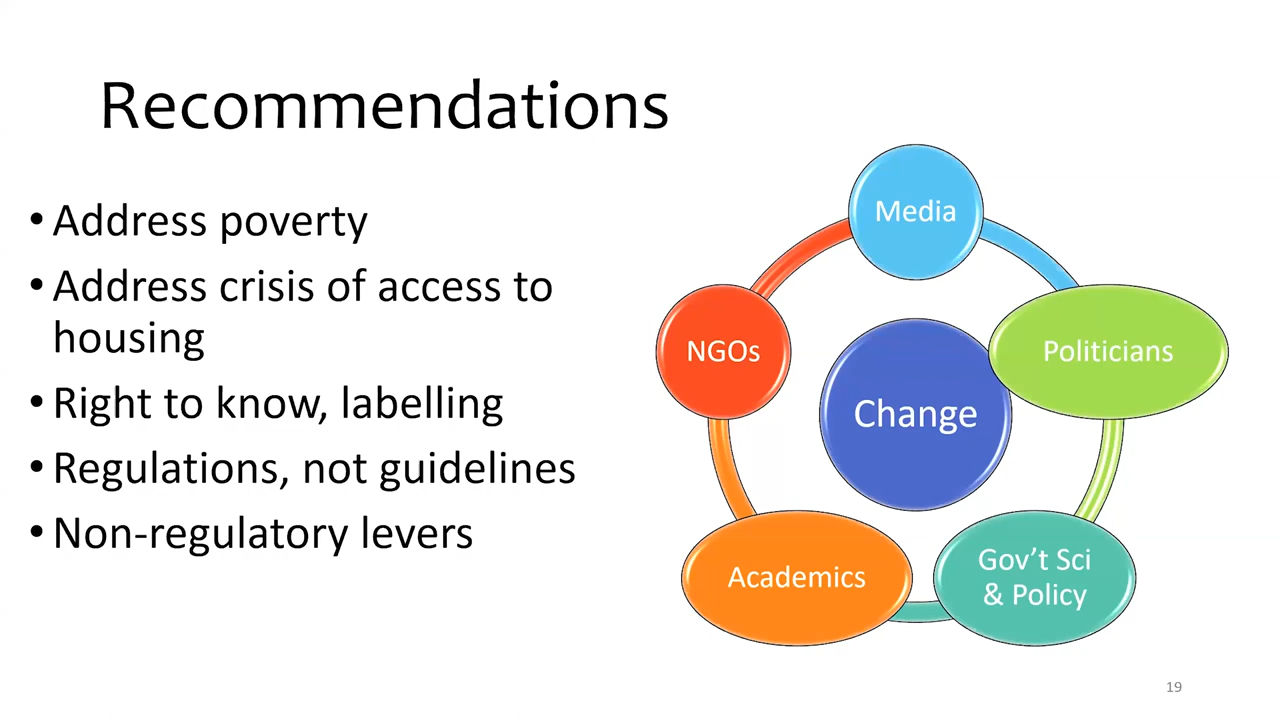 Recommendations
• Address poverty
• Address crisis of access to
housing
• Right to know, labelling
• Regulations, not guidelines
• Non-regulatory levers
Media
NGOs
Politicians
Change
Academics
Gov’t Sci
& Policy
19